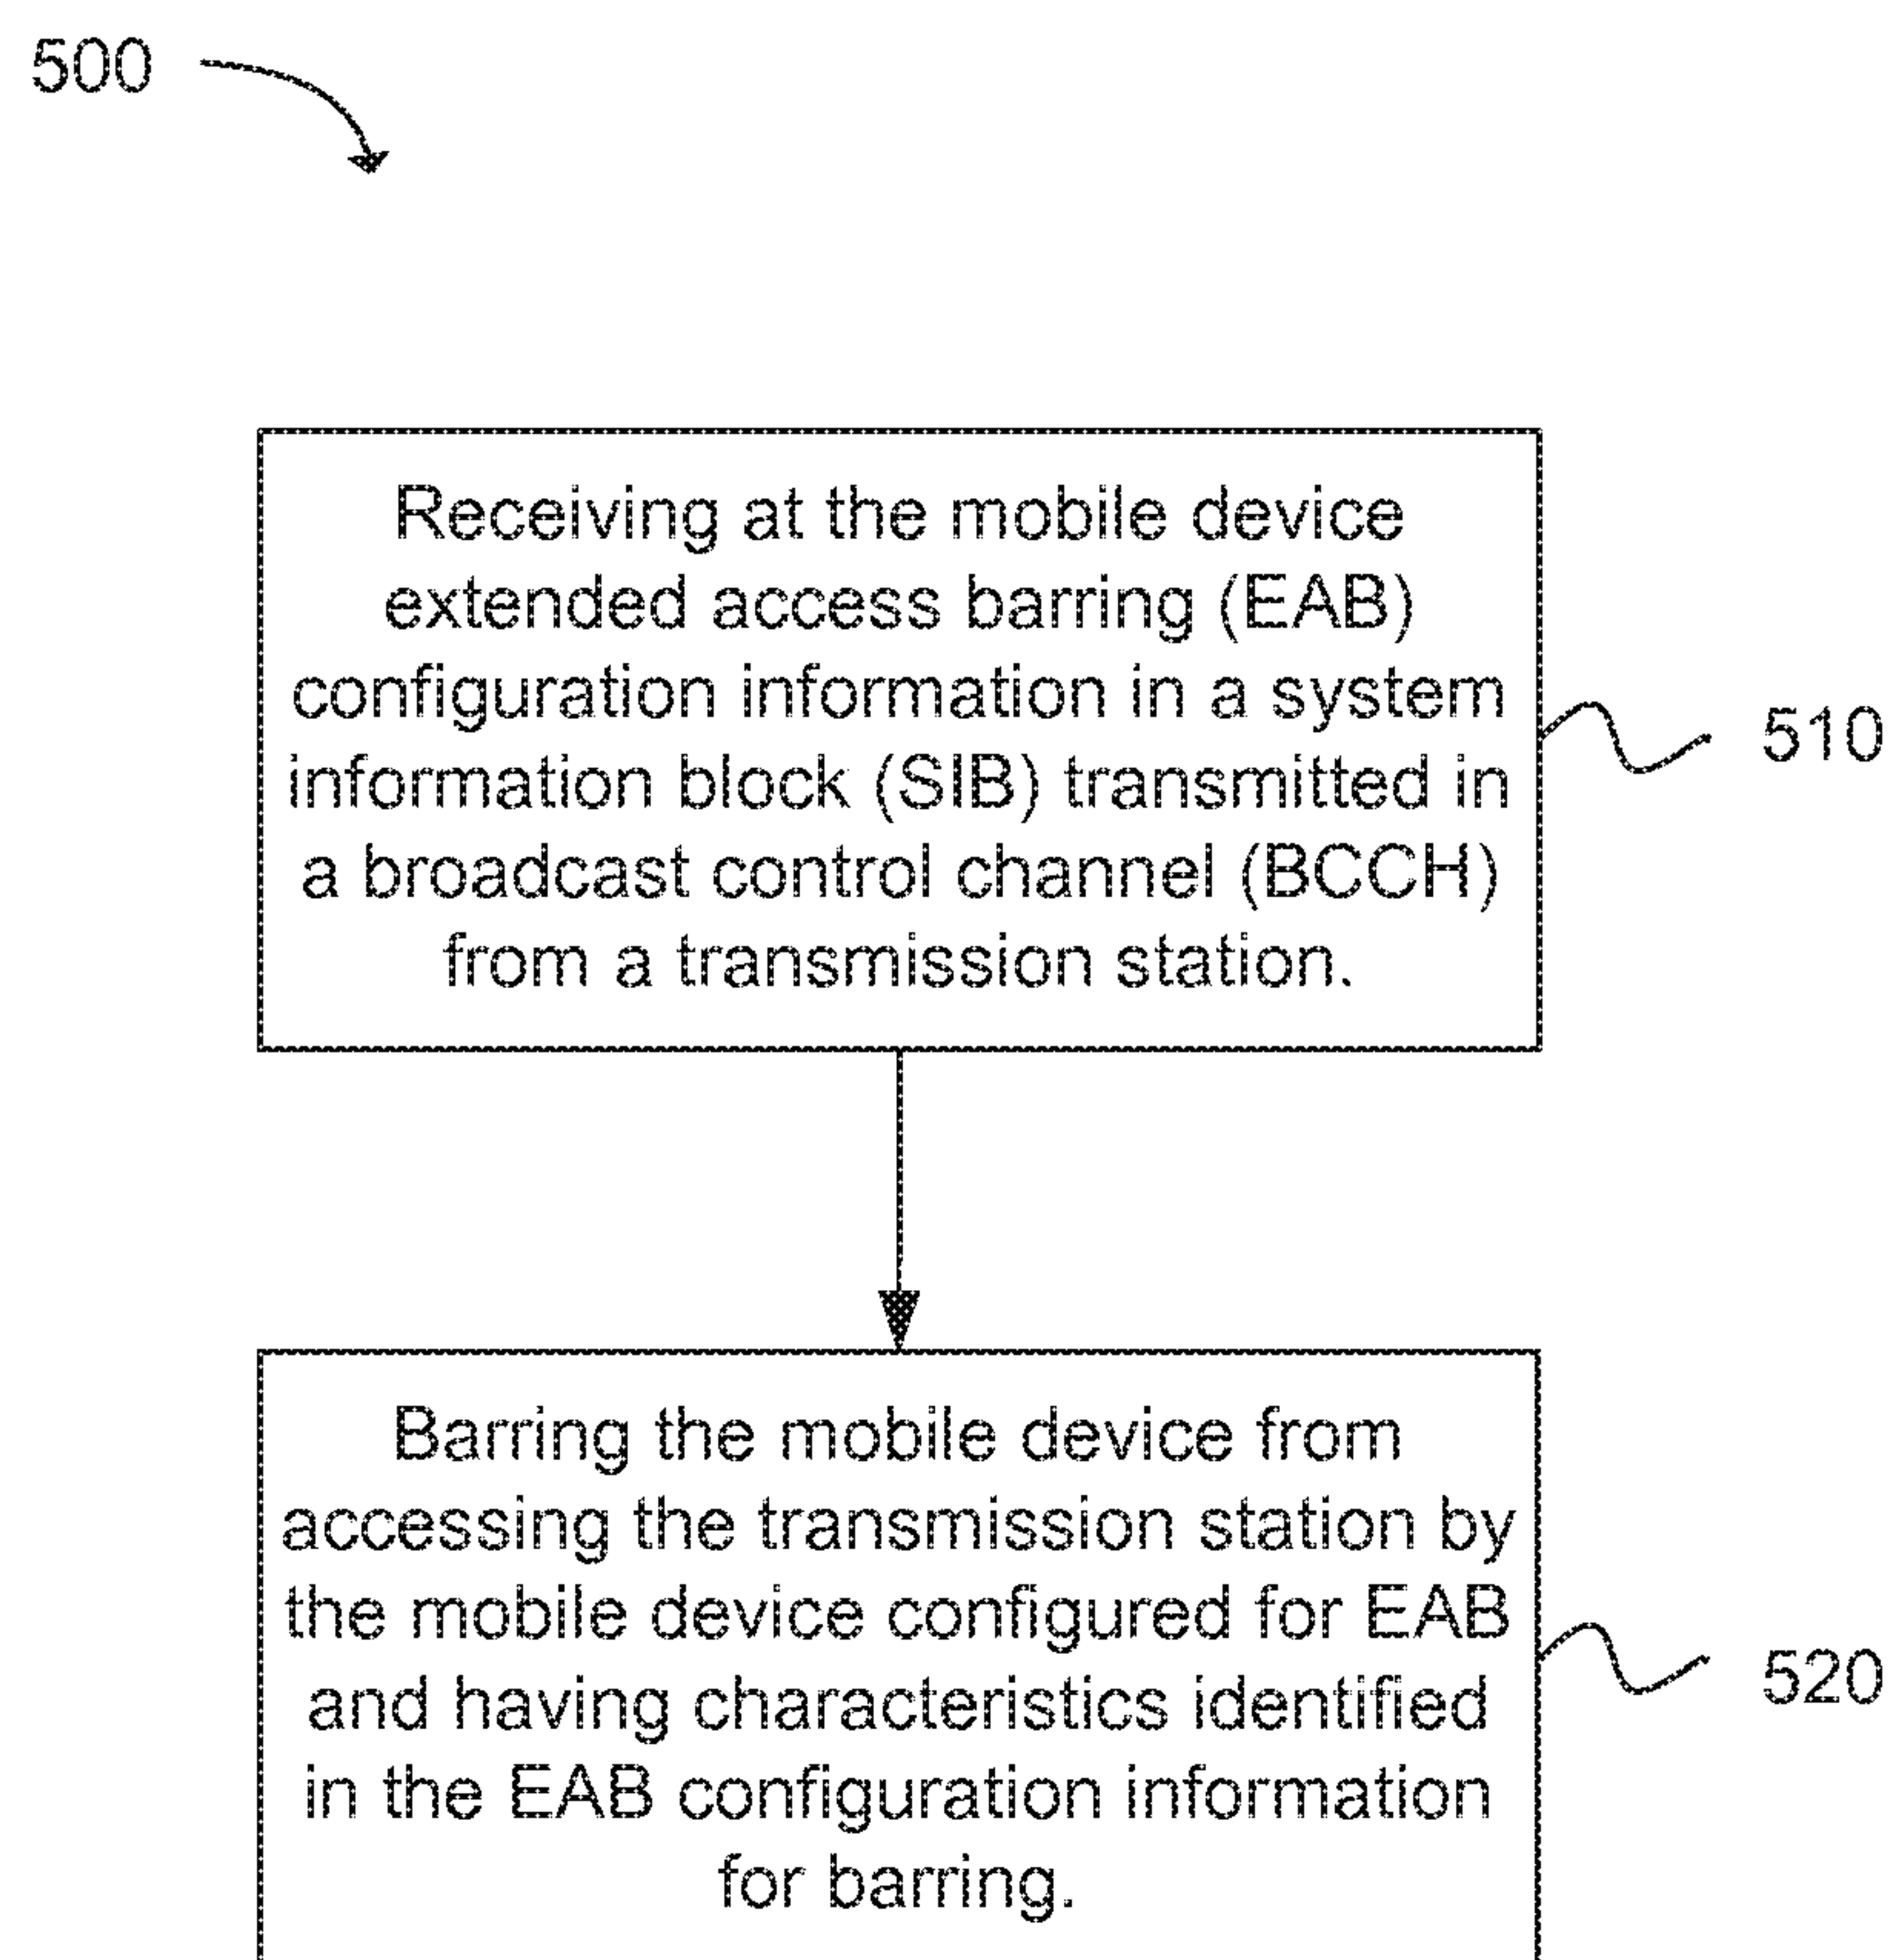 500
Receiving at the mobile device
extended access barring (EAB)
configuration information in a system
information block (SIB) transmitted in
a broadcast control channel (BCCH)
from a transmission station.
510
Barring the mobile device from
accessing the transmission station by
the mobile device configured for EAB
and having characteristics identified
in the EAB configuration information
for barring.
520